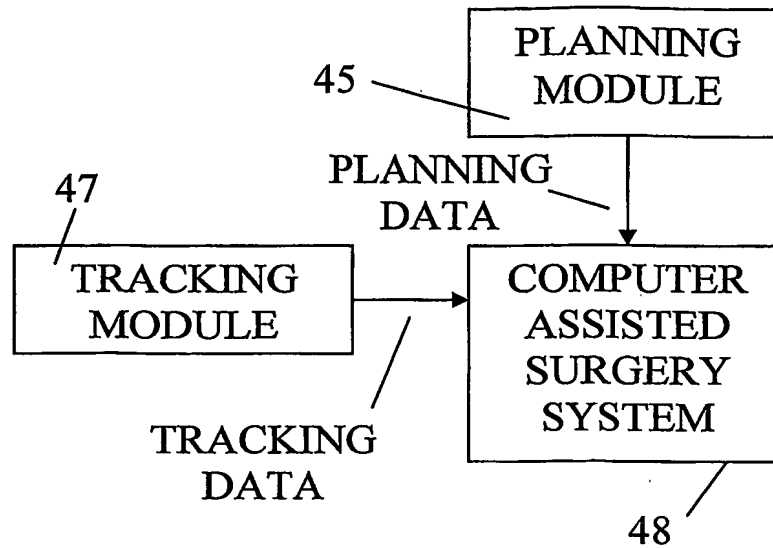 PLANNING
MODULE
45
PLANNING
DATA
47
TRACKING
MODULE
COMPUTER
ASSISTED
SURGERY
SYSTEM
TRACKING
DATA
48